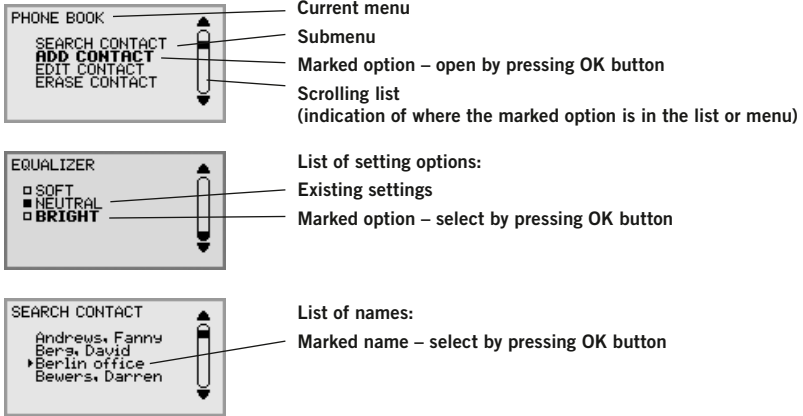 PHONE BOOK
SEARCH CONTACT
ADD CONTACT
EDIT CONTACT
ERASE CONTACT
Current menu
Submenu
Marked option – open by pressing OK button
Scrolling list
(indication of where the marked option is in the list or menu)
EQUALIZER
SOFT
NEUTRAL
BRIGHT
List of setting options:
Existing settings
Marked option – select by pressing OK button
SEARCH CONTACT
Andrews, Fanny
Berg, David
Berlin office
Bewers, Darren
List of names:
Marked name – select by pressing OK button